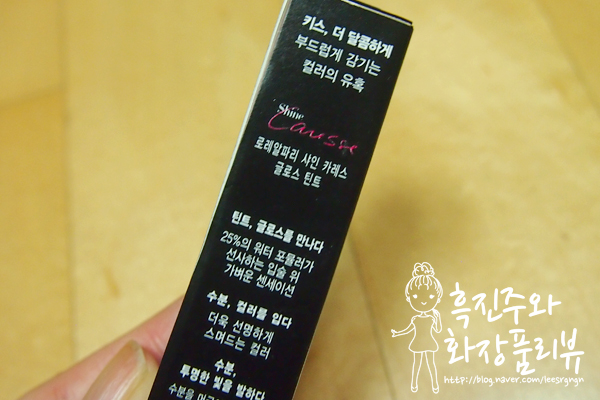 키스, 더 달콤하게
부드럽게 감기는
컬러의 유혹
Shine
Caresse
로레알파리 샤인 카레스
글로스 틴트
틴트, 글로스를 만나다
25%의 워터 포뮬러가
선사하는 입술 위
가벼운 센세이션
수분, 컬러를 입다
더욱 선명하게
스며드는 컬러
수분,
투명한 빛을 발하다
수분을
흑진주와
화장품리뷰
http://blog.naver.com/leesrgngn